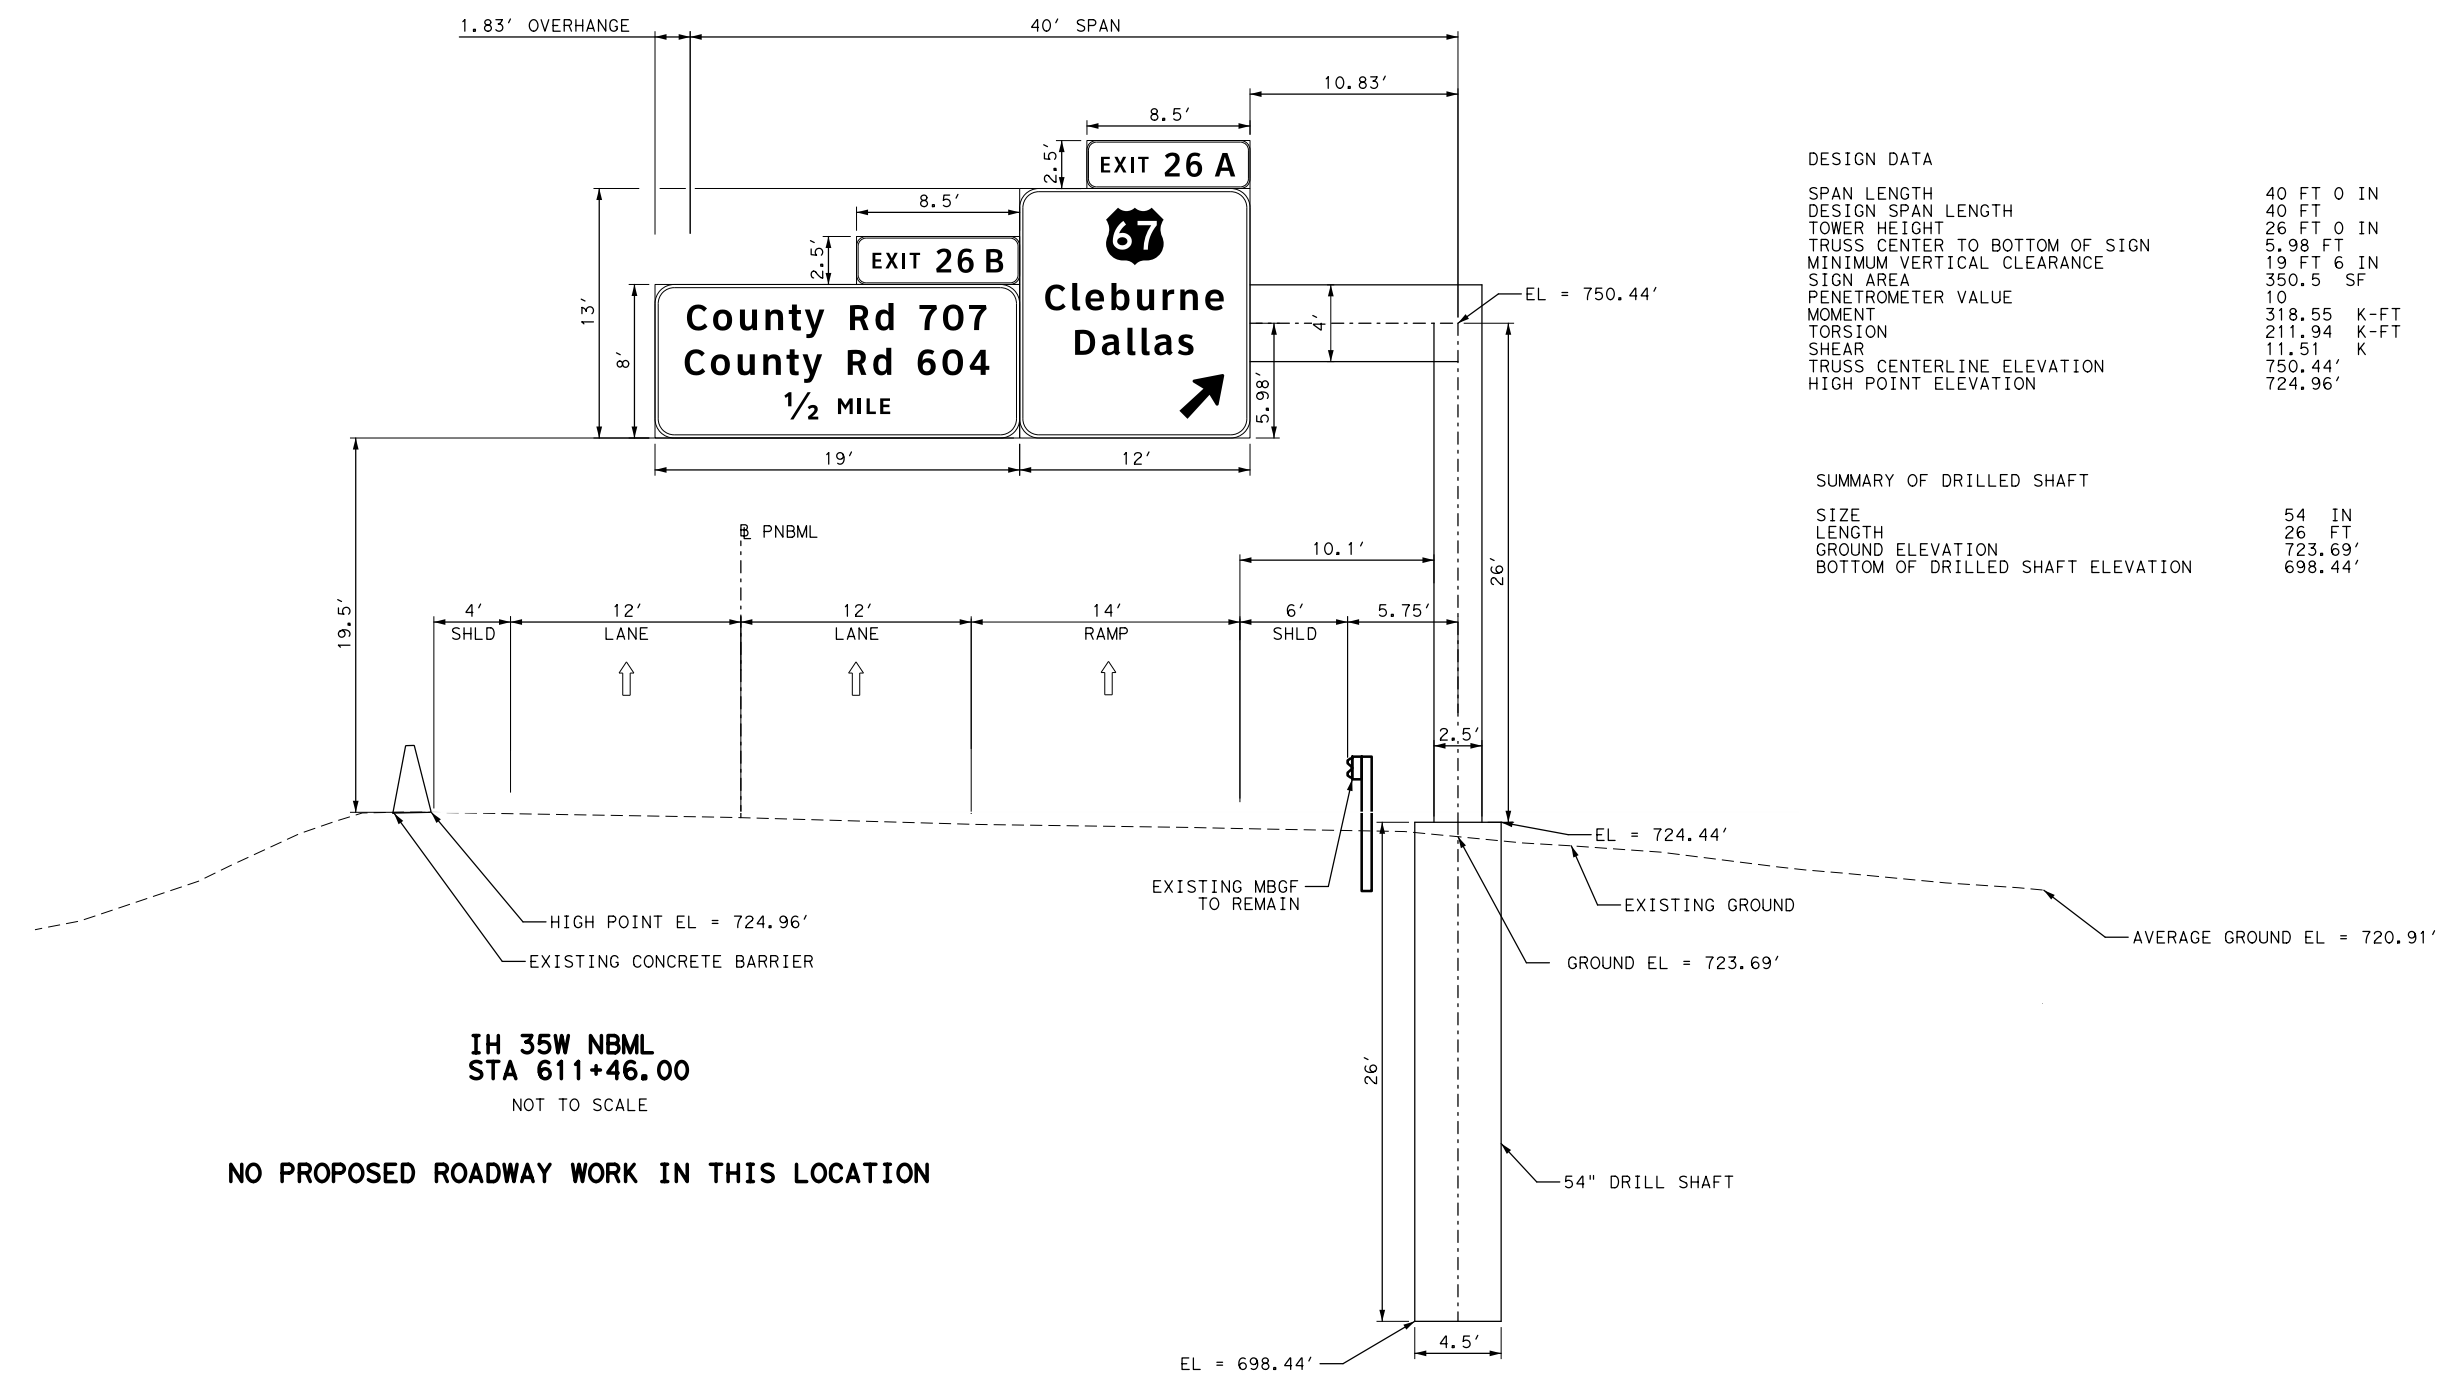 1.83' OVERHANGE
40' SPAN
10.83'
8.5'
2.5'
EXIT 26 A
8.5'
2.5'
EXIT 26 B
67
Cleburne
Dallas
County Rd 707
County Rd 604
1/2 MILE
13'
8'
4'
5.98'
EL = 750.44'
19'
12'
19.5'
B PNBML
10.1'
26'
4'
SHLD
12'
LANE
12'
LANE
14'
RAMP
6'
SHLD
5.75'
2.5'
EL = 724.44'
EXISTING MBGF
TO REMAIN
EXISTING GROUND
HIGH POINT EL = 724.96'
EXISTING CONCRETE BARRIER
GROUND EL = 723.69'
AVERAGE GROUND EL = 720.91'
26'
54" DRILL SHAFT
4.5'
EL = 698.44'
IH 35W NBML
STA 611+46.00
NOT TO SCALE
NO PROPOSED ROADWAY WORK IN THIS LOCATION
DESIGN DATA
SPAN LENGTH 40 FT 0 IN
DESIGN SPAN LENGTH 40 FT
TOWER HEIGHT 26 FT 0 IN
TRUSS CENTER TO BOTTOM OF SIGN 5.98 FT
MINIMUM VERTICAL CLEARANCE 19 FT 6 IN
SIGN AREA 350.5 SF
PENETROMETER VALUE 10
MOMENT 318.55 K-FT
TORSION 211.94 K-FT
SHEAR 11.51 K
TRUSS CENTERLINE ELEVATION 750.44'
HIGH POINT ELEVATION 724.96'
SUMMARY OF DRILLED SHAFT
SIZE 54 IN
LENGTH 26 FT
GROUND ELEVATION 723.69'
BOTTOM OF DRILLED SHAFT ELEVATION 698.44'